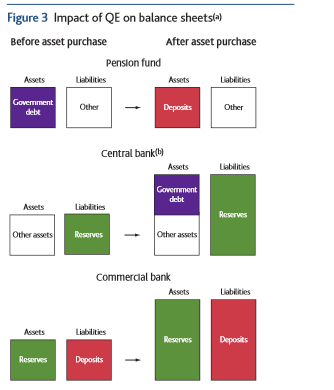 Figure 3 Impact of QE on balance sheets(a)
Before asset purchase After asset purchase
Pension fund
Assets Liabilities Assets Liabilities
Government
debt
Other
Deposits
Other
Central bank(b)
Assets Liabilities
Government
debt
Reserves
Assets Liabilities
Other assets
Reserves
Other assets
Commercial bank
Assets Liabilities
Assets Liabilities
Reserves
Deposits
Reserves
Deposits